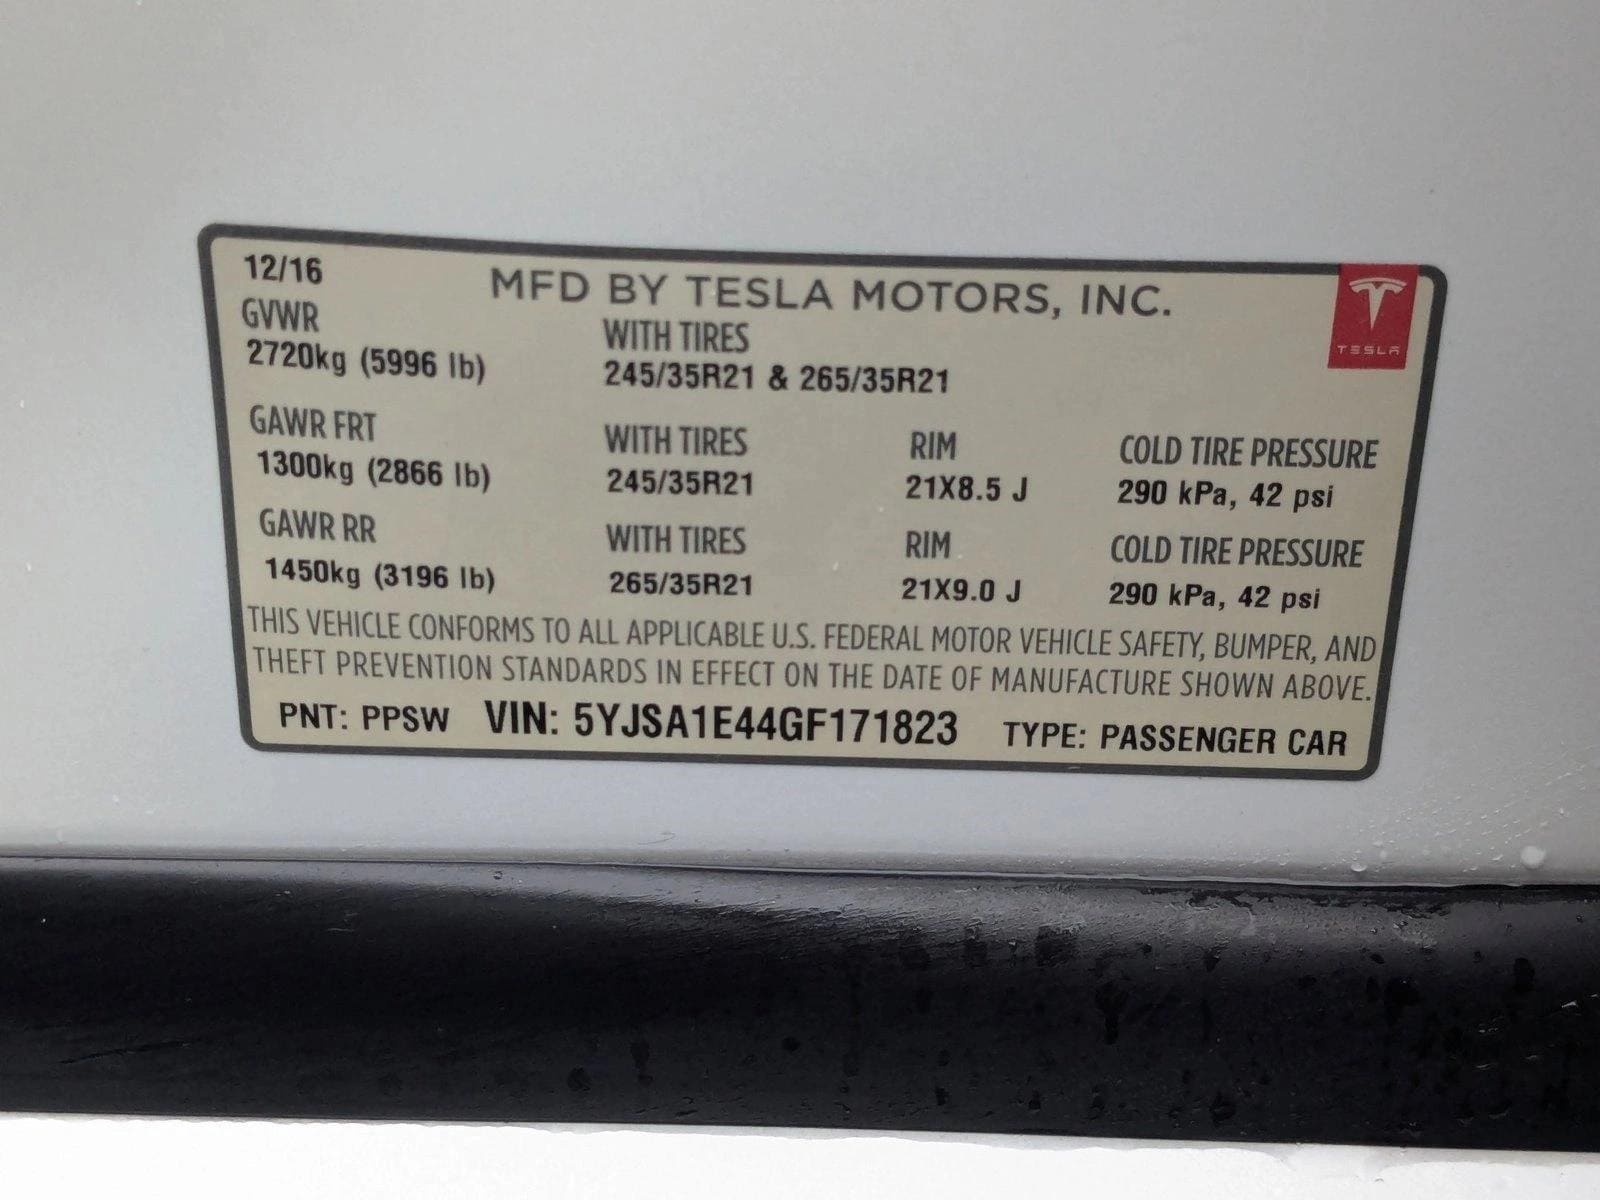 12/16 MFD BY TESLA MOTORS, INC.
TESLA
GVWR WITH TIRES
2720kg (5996 lb) 245/35R21 & 265/35R21
GAWR FRT WITH TIRES RIM COLD TIRE PRESSURE
1300kg (2866 lb) 245/35R21 21X8.5 J 290 kPa, 42 psi
GAWR RR WITH TIRES RIM COLD TIRE PRESSURE
1450kg (3196 lb) 265/35R21 21X9.0 J 290 kPa, 42 psi
THIS VEHICLE CONFORMS TO ALL APPLICABLE U.S. FEDERAL MOTOR VEHICLE SAFETY, BUMPER, AND
THEFT PREVENTION STANDARDS IN EFFECT ON THE DATE OF MANUFACTURE SHOWN ABOVE.
PNT: PPSW VIN: 5YJSA1E44GF171823 TYPE: PASSENGER CAR